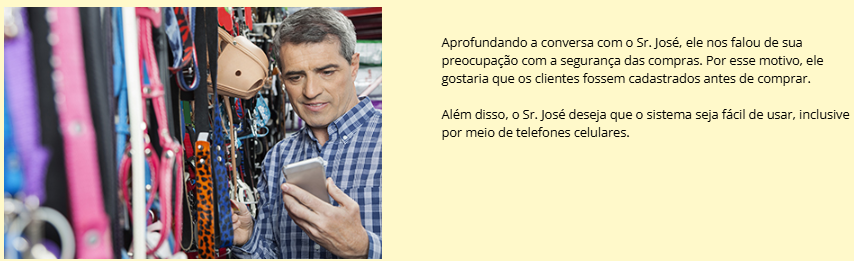 Aprofundando a conversa com o Sr. José, ele nos falou de sua
preocupação com a segurança das compras. Por esse motivo, ele
gostaria que os clientes fossem cadastrados antes de comprar.
Além disso, o Sr. José deseja que o sistema seja fácil de usar, inclusive
por meio de telefones celulares.